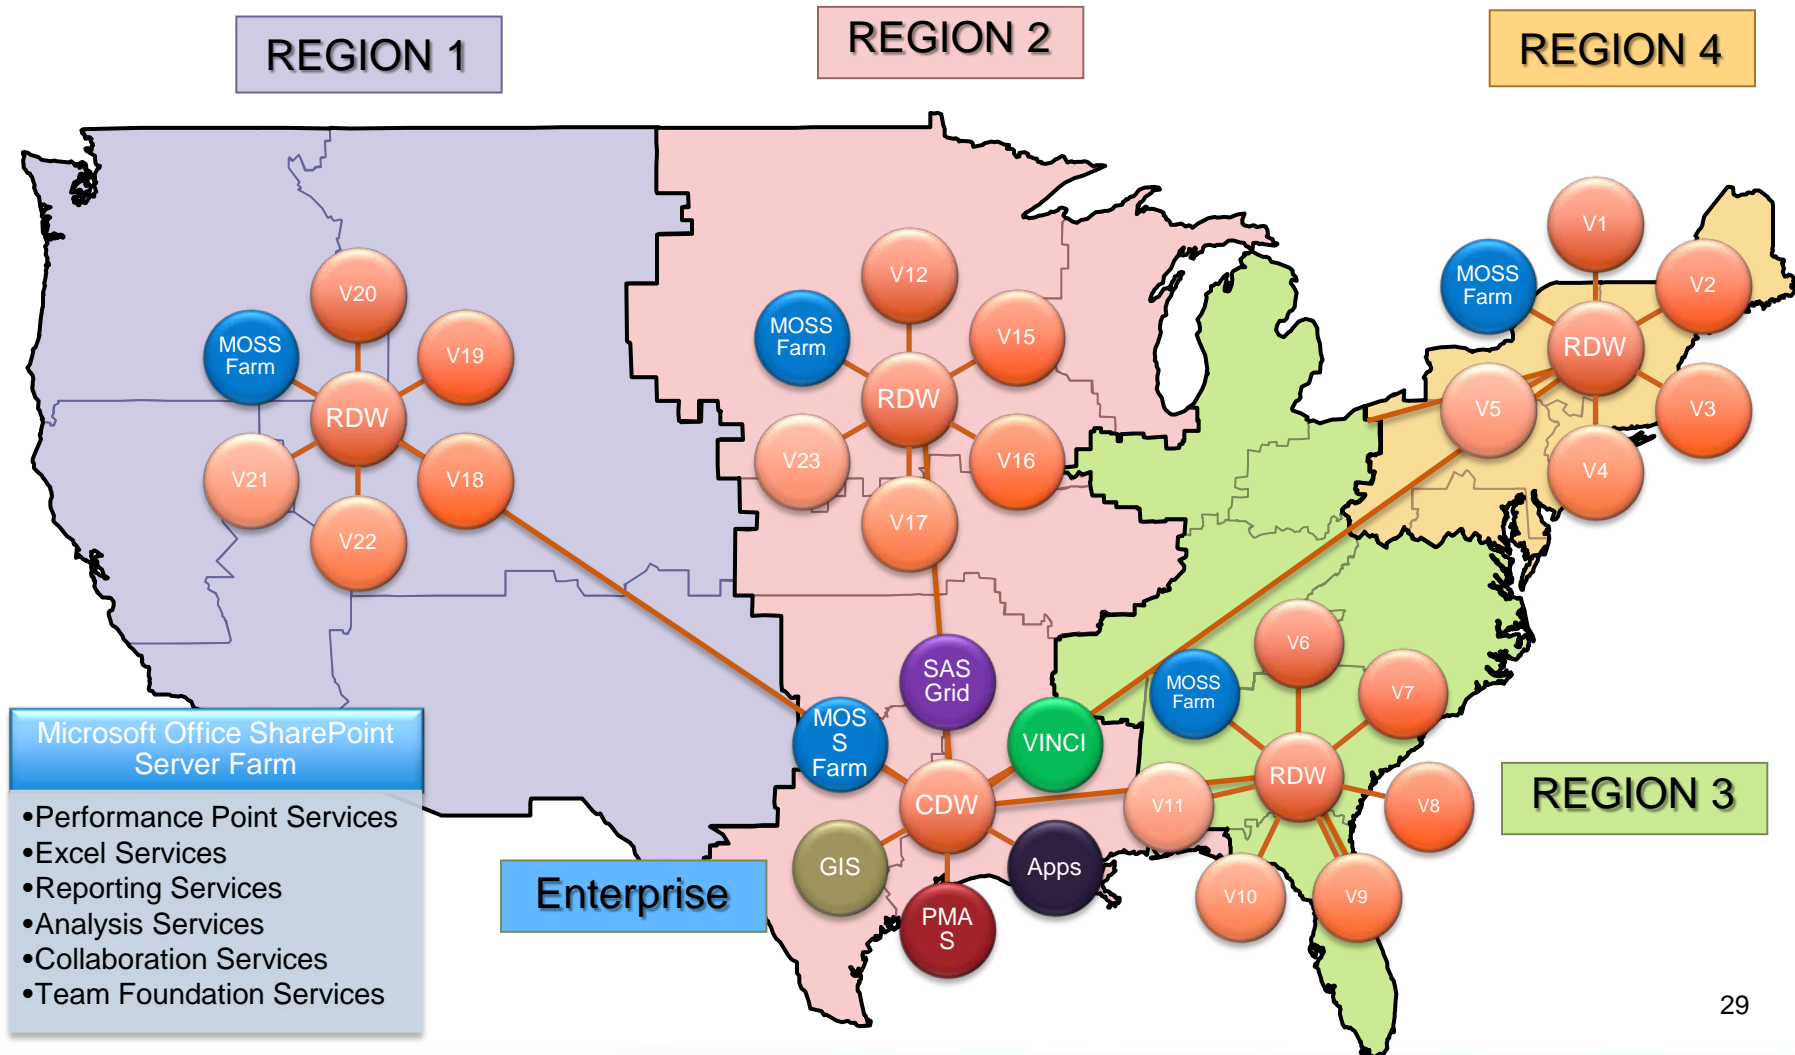 REGION 1
REGION 2
REGION 4
V20
MOSS
Farm
V19
RDW
V21
V18
V22
V12
MOSS
Farm
V15
RDW
V23
V16
V17
V1
MOSS
Farm
V2
RDW
V5
V3
V4
V6
MOSS
Farm
V7
RDW
V11
V8
V10
V9
REGION 3
SAS
Grid
MOS
S
Farm
VINCI
CDW
GIS
Apps
PMA
S
Enterprise
Microsoft Office SharePoint
Server Farm
•Performance Point Services
•Excel Services
•Reporting Services
•Analysis Services
•Collaboration Services
•Team Foundation Services
29